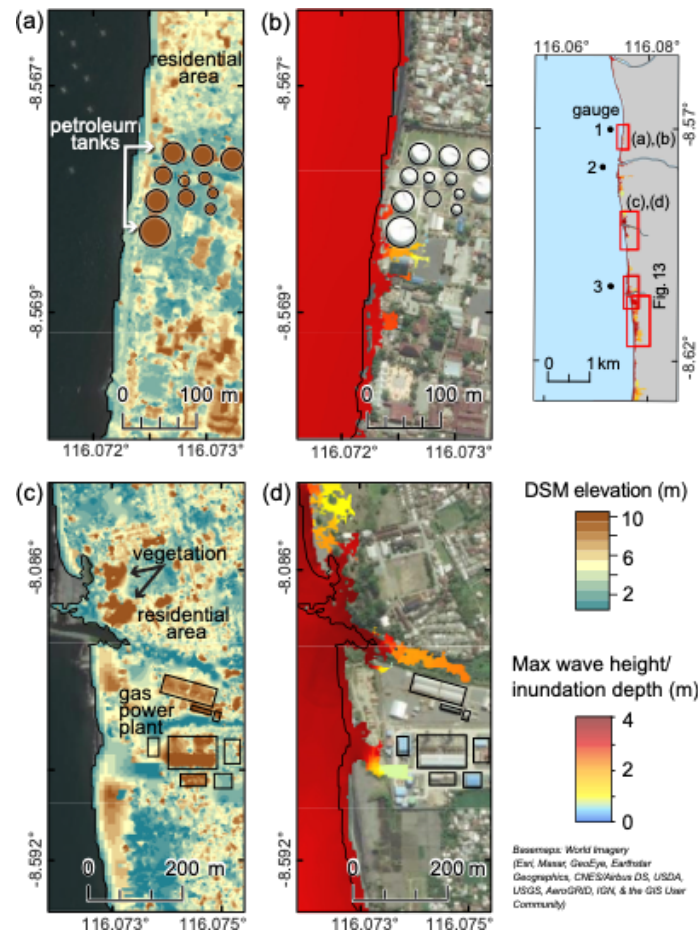 (a)
residential
area
petroleum
tanks
-8.567°
-8.569°
0 100 m
116.072° 116.073°
(b)
-8.567°
-8.569°
0 100 m
116.072° 116.073°
116.06° 116.08°
gauge
1
(a),(b)
2
(c),(d)
3
Fig. 13
-8.57°
-8.62°
0 1 km
(c)
vegetation
residential
area
gas
power
plant
-8.086°
-8.592°
0 200 m
116.073° 116.075°
(d)
-8.086°
-8.592°
0 200 m
116.073° 116.075°
DSM elevation (m)
10
8
6
4
2
Max wave height/
inundation depth (m)
4
2
0
Basemaps: World Imagery
(Esri, Maxar, GeoEye, Earthstar
Geographics, CNES/Airbus DS, USDA,
USGS, AeroGRID, IGN, & the GIS User
Community)